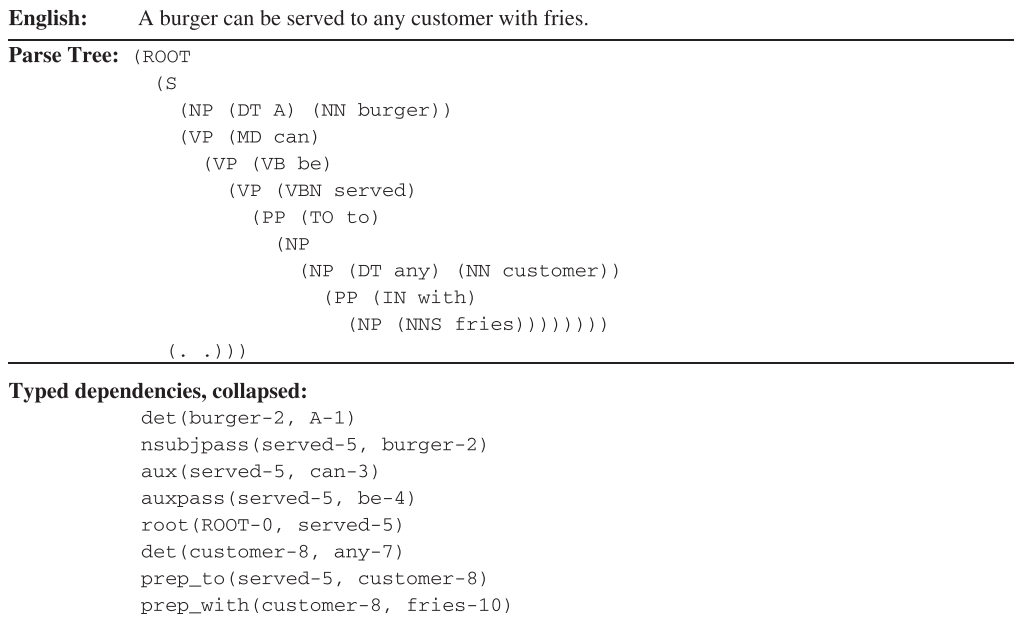 English: A burger can be served to any customer with fries.
Parse Tree: (ROOT
(S
(NP (DT A) (NN burger))
(VP (MD can)
(VP (VB be)
(VP (VBN served)
(PP (TO to)
(NP
(NP (DT any) (NN customer))
(PP (IN with)
(NP (NNS fries))))))))
(. .)))
Typed dependencies, collapsed:
det(burger-2, A-1)
nsubjpass(served-5, burger-2)
aux(served-5, can-3)
auxpass(served-5, be-4)
root(ROOT-0, served-5)
det(customer-8, any-7)
prep_to(served-5, customer-8)
prep_with(customer-8, fries-10)